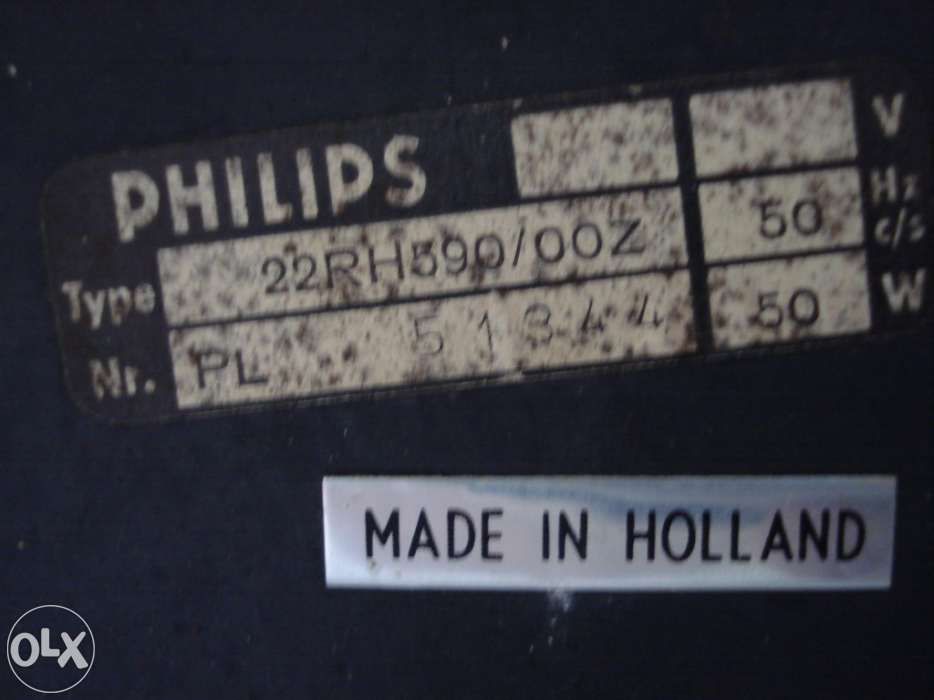 PHILIPS V
Type 22RH590/00Z 50 Hz c/s
Nr. PL 51344 50 W
MADE IN HOLLAND
OLX